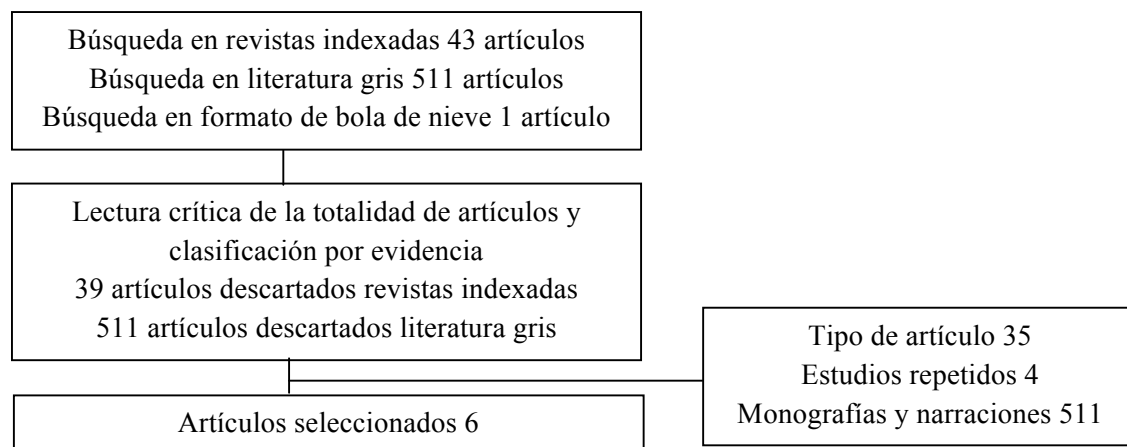 Búsqueda en revistas indexadas 43 artículos
Búsqueda en literatura gris 511 artículos
Búsqueda en formato de bola de nieve 1 artículo
Lectura crítica de la totalidad de artículos y
clasificación por evidencia
39 artículos descartados revistas indexadas
511 artículos descartados literatura gris
Tipo de artículo 35
Estudios repetidos 4
Monografías y narraciones 511
Artículos seleccionados 6